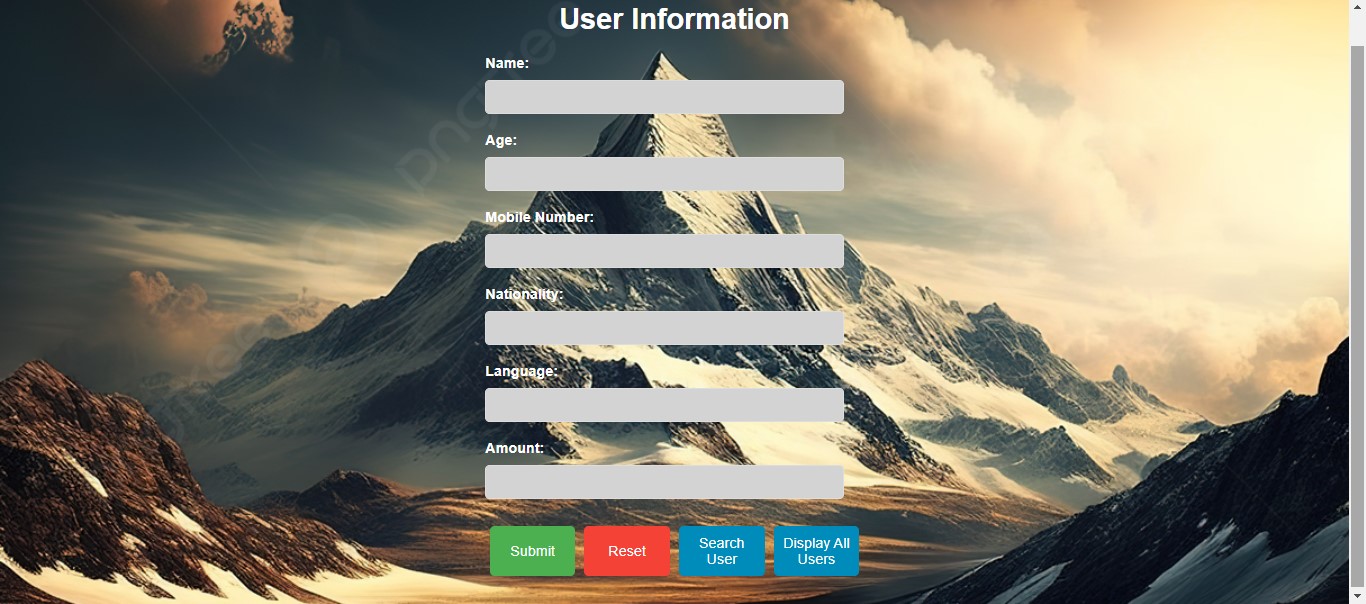 User Information
Name:
Age:
Mobile Number:
Nationality:
Language:
Amount:
Submit
Reset
Search
User
Display All
Users